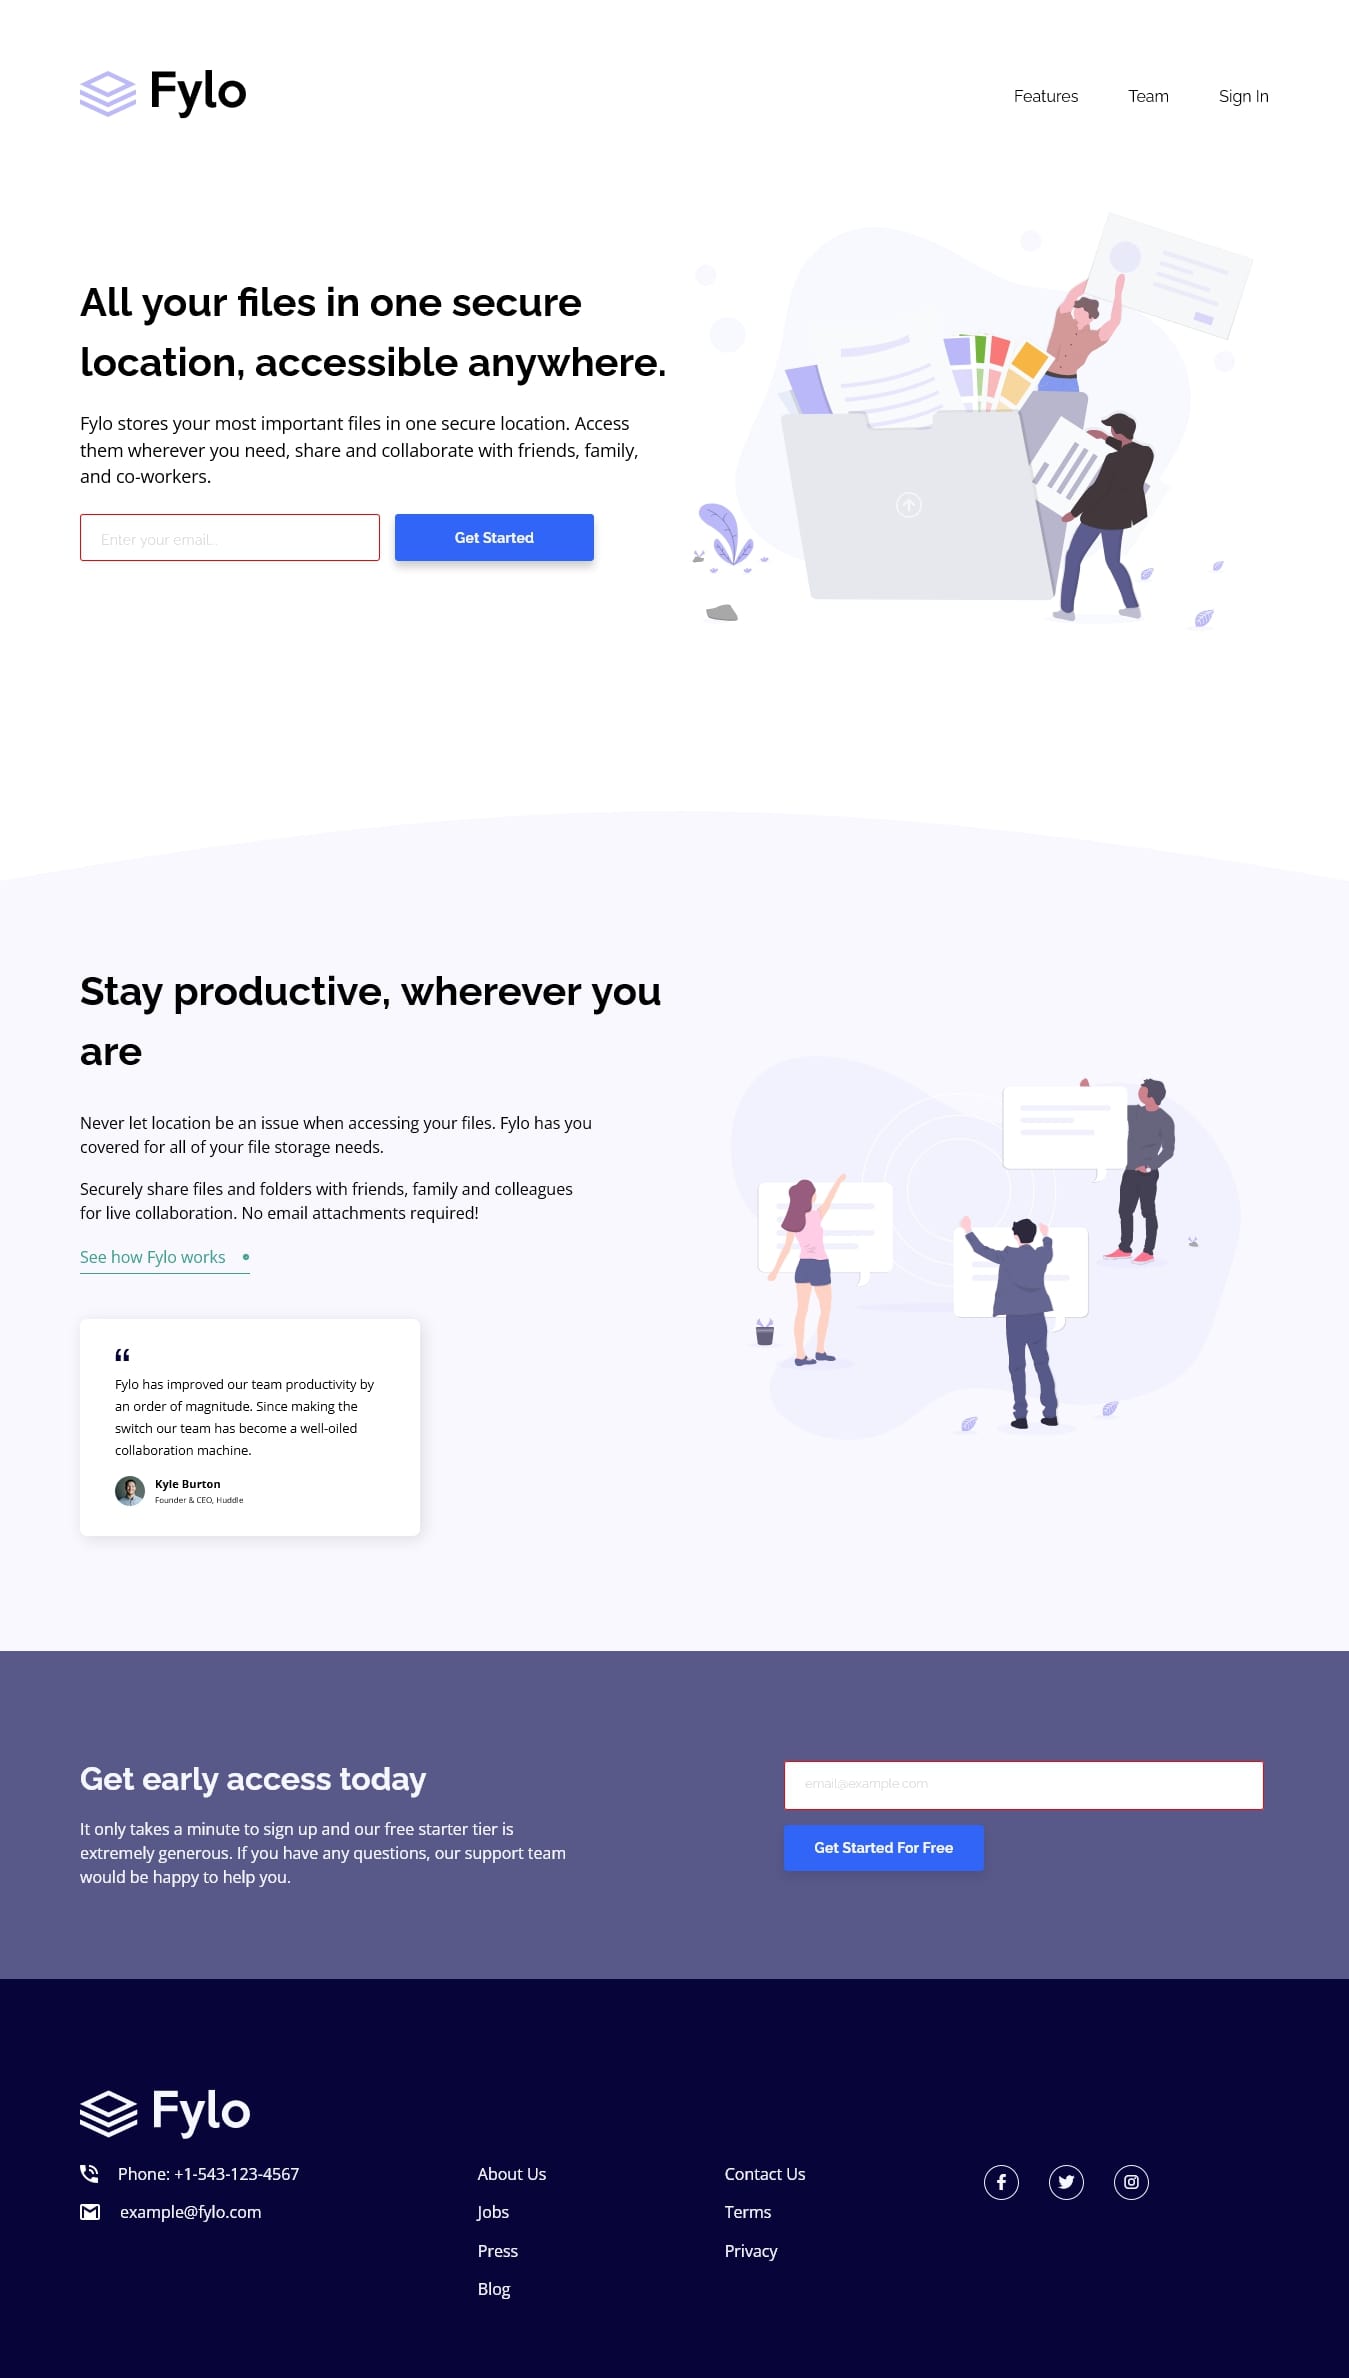 Fylo
Features Team Sign In
All your files in one secure
location, accessible anywhere.
Fylo stores your most important files in one secure location. Access
them wherever you need, share and collaborate with friends, family,
and co-workers.
Enter your email...
Get Started
Stay productive, wherever you
are
Never let location be an issue when accessing your files. Fylo has you
covered for all of your file storage needs.
Securely share files and folders with friends, family and colleagues
for live collaboration. No email attachments required!
See how Fylo works
“
Fylo has improved our team productivity by
an order of magnitude. Since making the
switch our team has become a well-oiled
collaboration machine.
Kyle Burton
Founder & CEO, Huddle
Get early access today
It only takes a minute to sign up and our free starter tier is
extremely generous. If you have any questions, our support team
would be happy to help you.
email@example.com
Get Started For Free
Fylo
Phone: +1-543-123-4567
example@fylo.com
About Us
Jobs
Press
Blog
Contact Us
Terms
Privacy